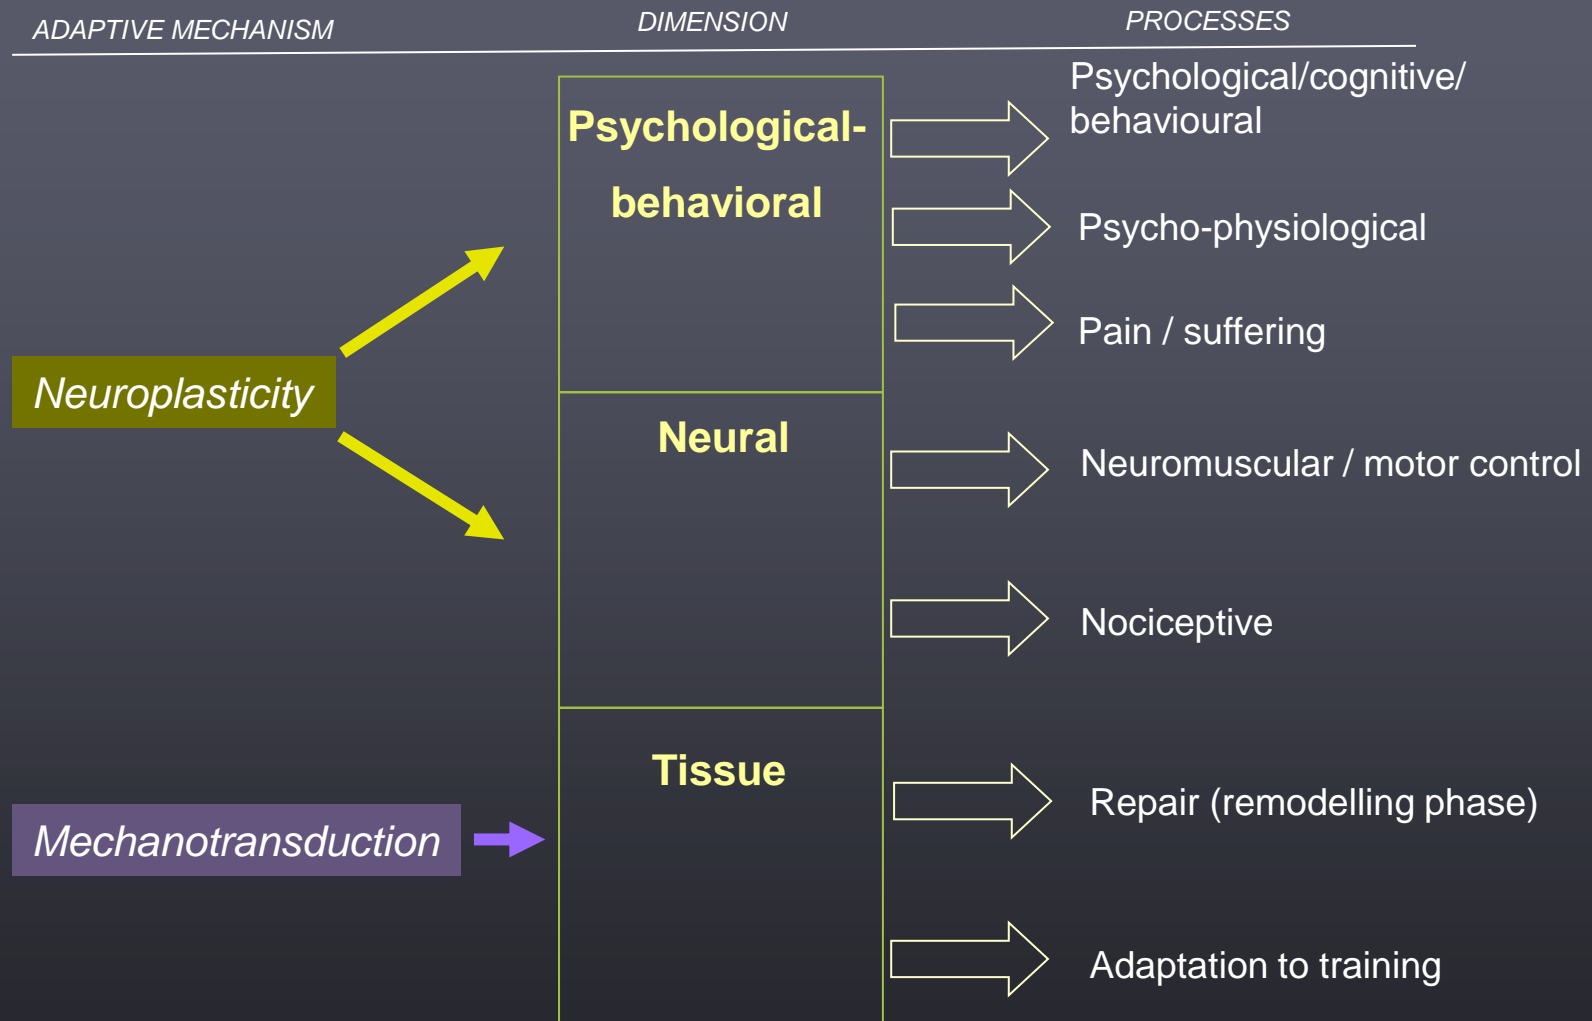 ADAPTIVE MECHANISM
DIMENSION
PROCESSES
Psychological-
behavioral
Psychological/cognitive/
behavioural
Psycho-physiological
Pain / suffering
Neuroplasticity
Neural
Neuromuscular / motor control
Nociceptive
Tissue
Mechanotransduction
Repair (remodelling phase)
Adaptation to training